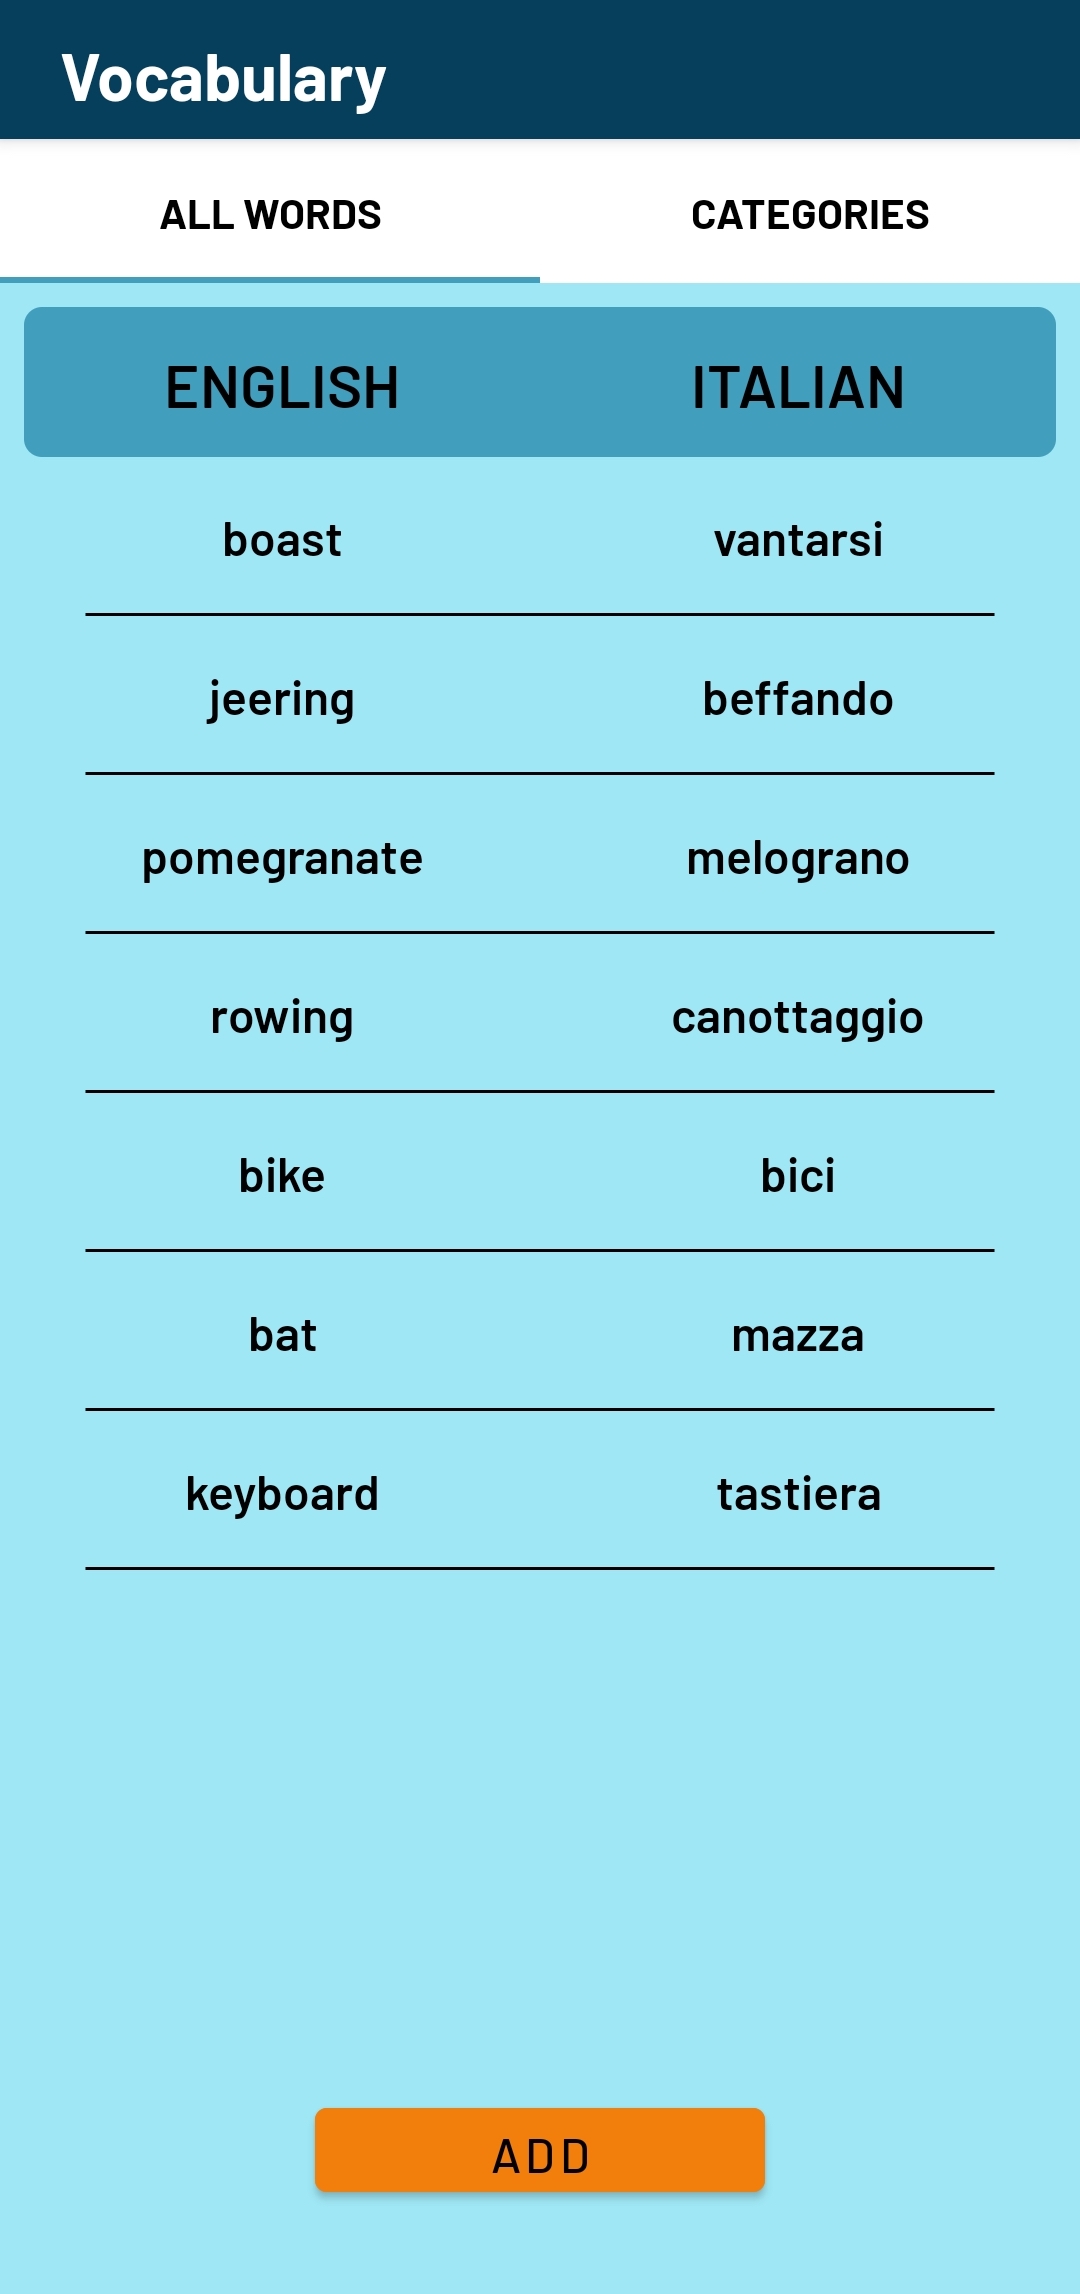 Vocabulary
ALL WORDS CATEGORIES
ENGLISH ITALIAN
boast vantarsi
jeering beffando
pomegranate melograno
rowing canottaggio
bike bici
bat mazza
keyboard tastiera
ADD